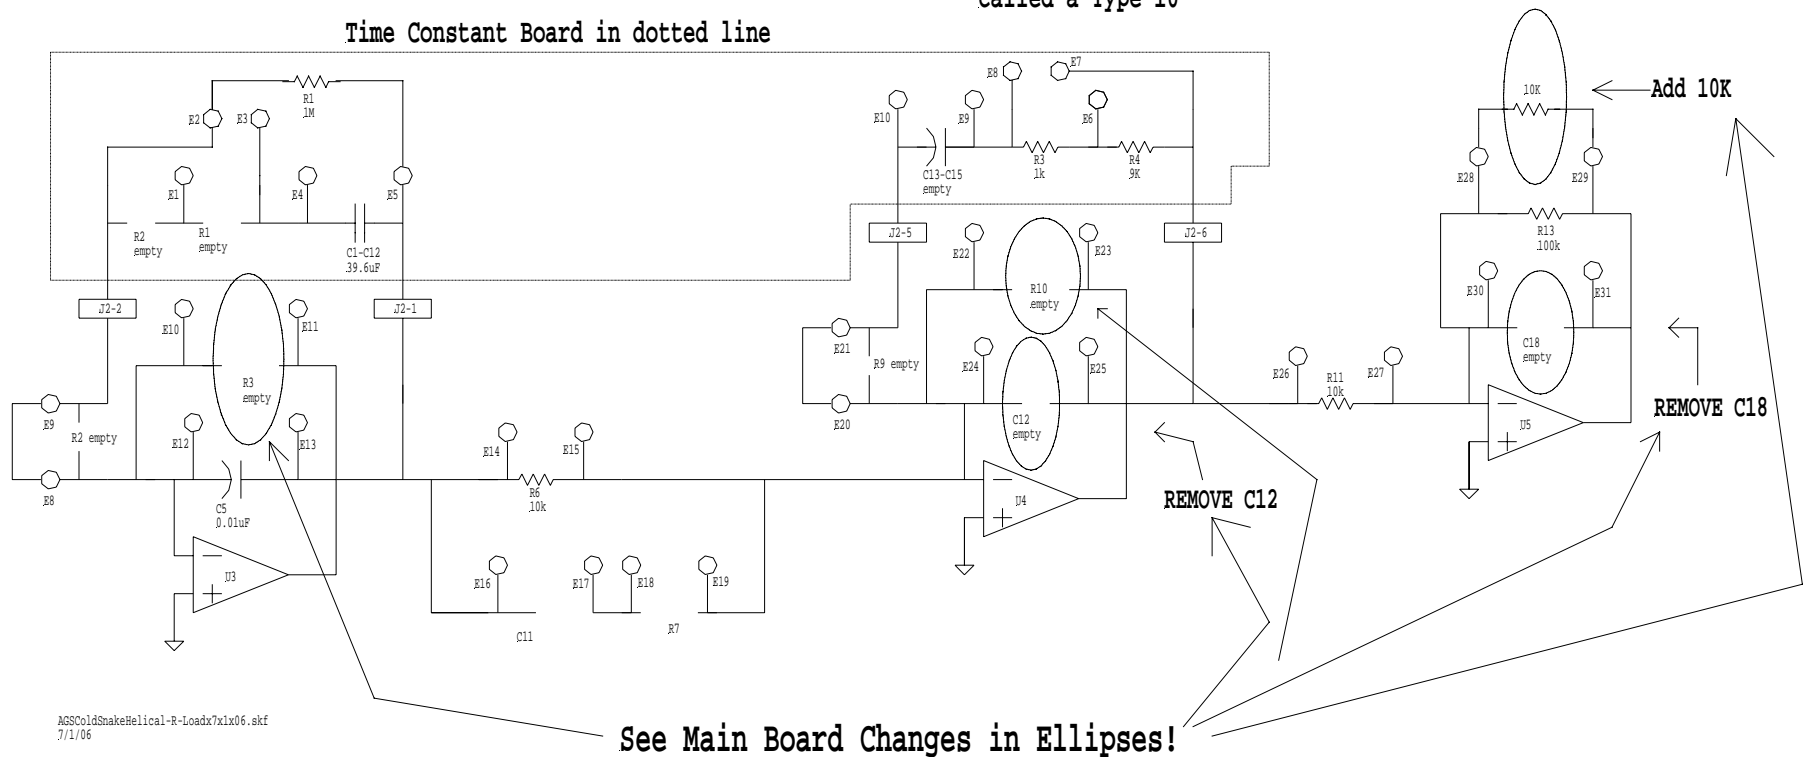 Called a Type 10
Time Constant Board in dotted line
R1
1M
E2
E3
E1
E4
E5
R2
empty
R1
empty
C1-C12
39.6uF
E8
E7
E10
E9
E6
C13-C15
empty
R3
1k
R4
9K
10K
Add 10K
E28
E29
R13
100k
J2-2
J2-1
J2-5
J2-6
E10
E11
R3
empty
E22
E23
R10
empty
E30
E31
C18
empty
E21
R9 empty
E20
E24
E25
C12
empty
E26
R11
10k
E27
U5
REMOVE C18
E9
R2 empty
E8
E12
E13
C5
0.01uF
U3
E14
E15
R6
10k
U4
REMOVE C12
E16
E17
E18
E19
C11
R7
AGSColdSnakeHelical-R-Loadx7x1x06.skf
7/1/06
See Main Board Changes in Ellipses!